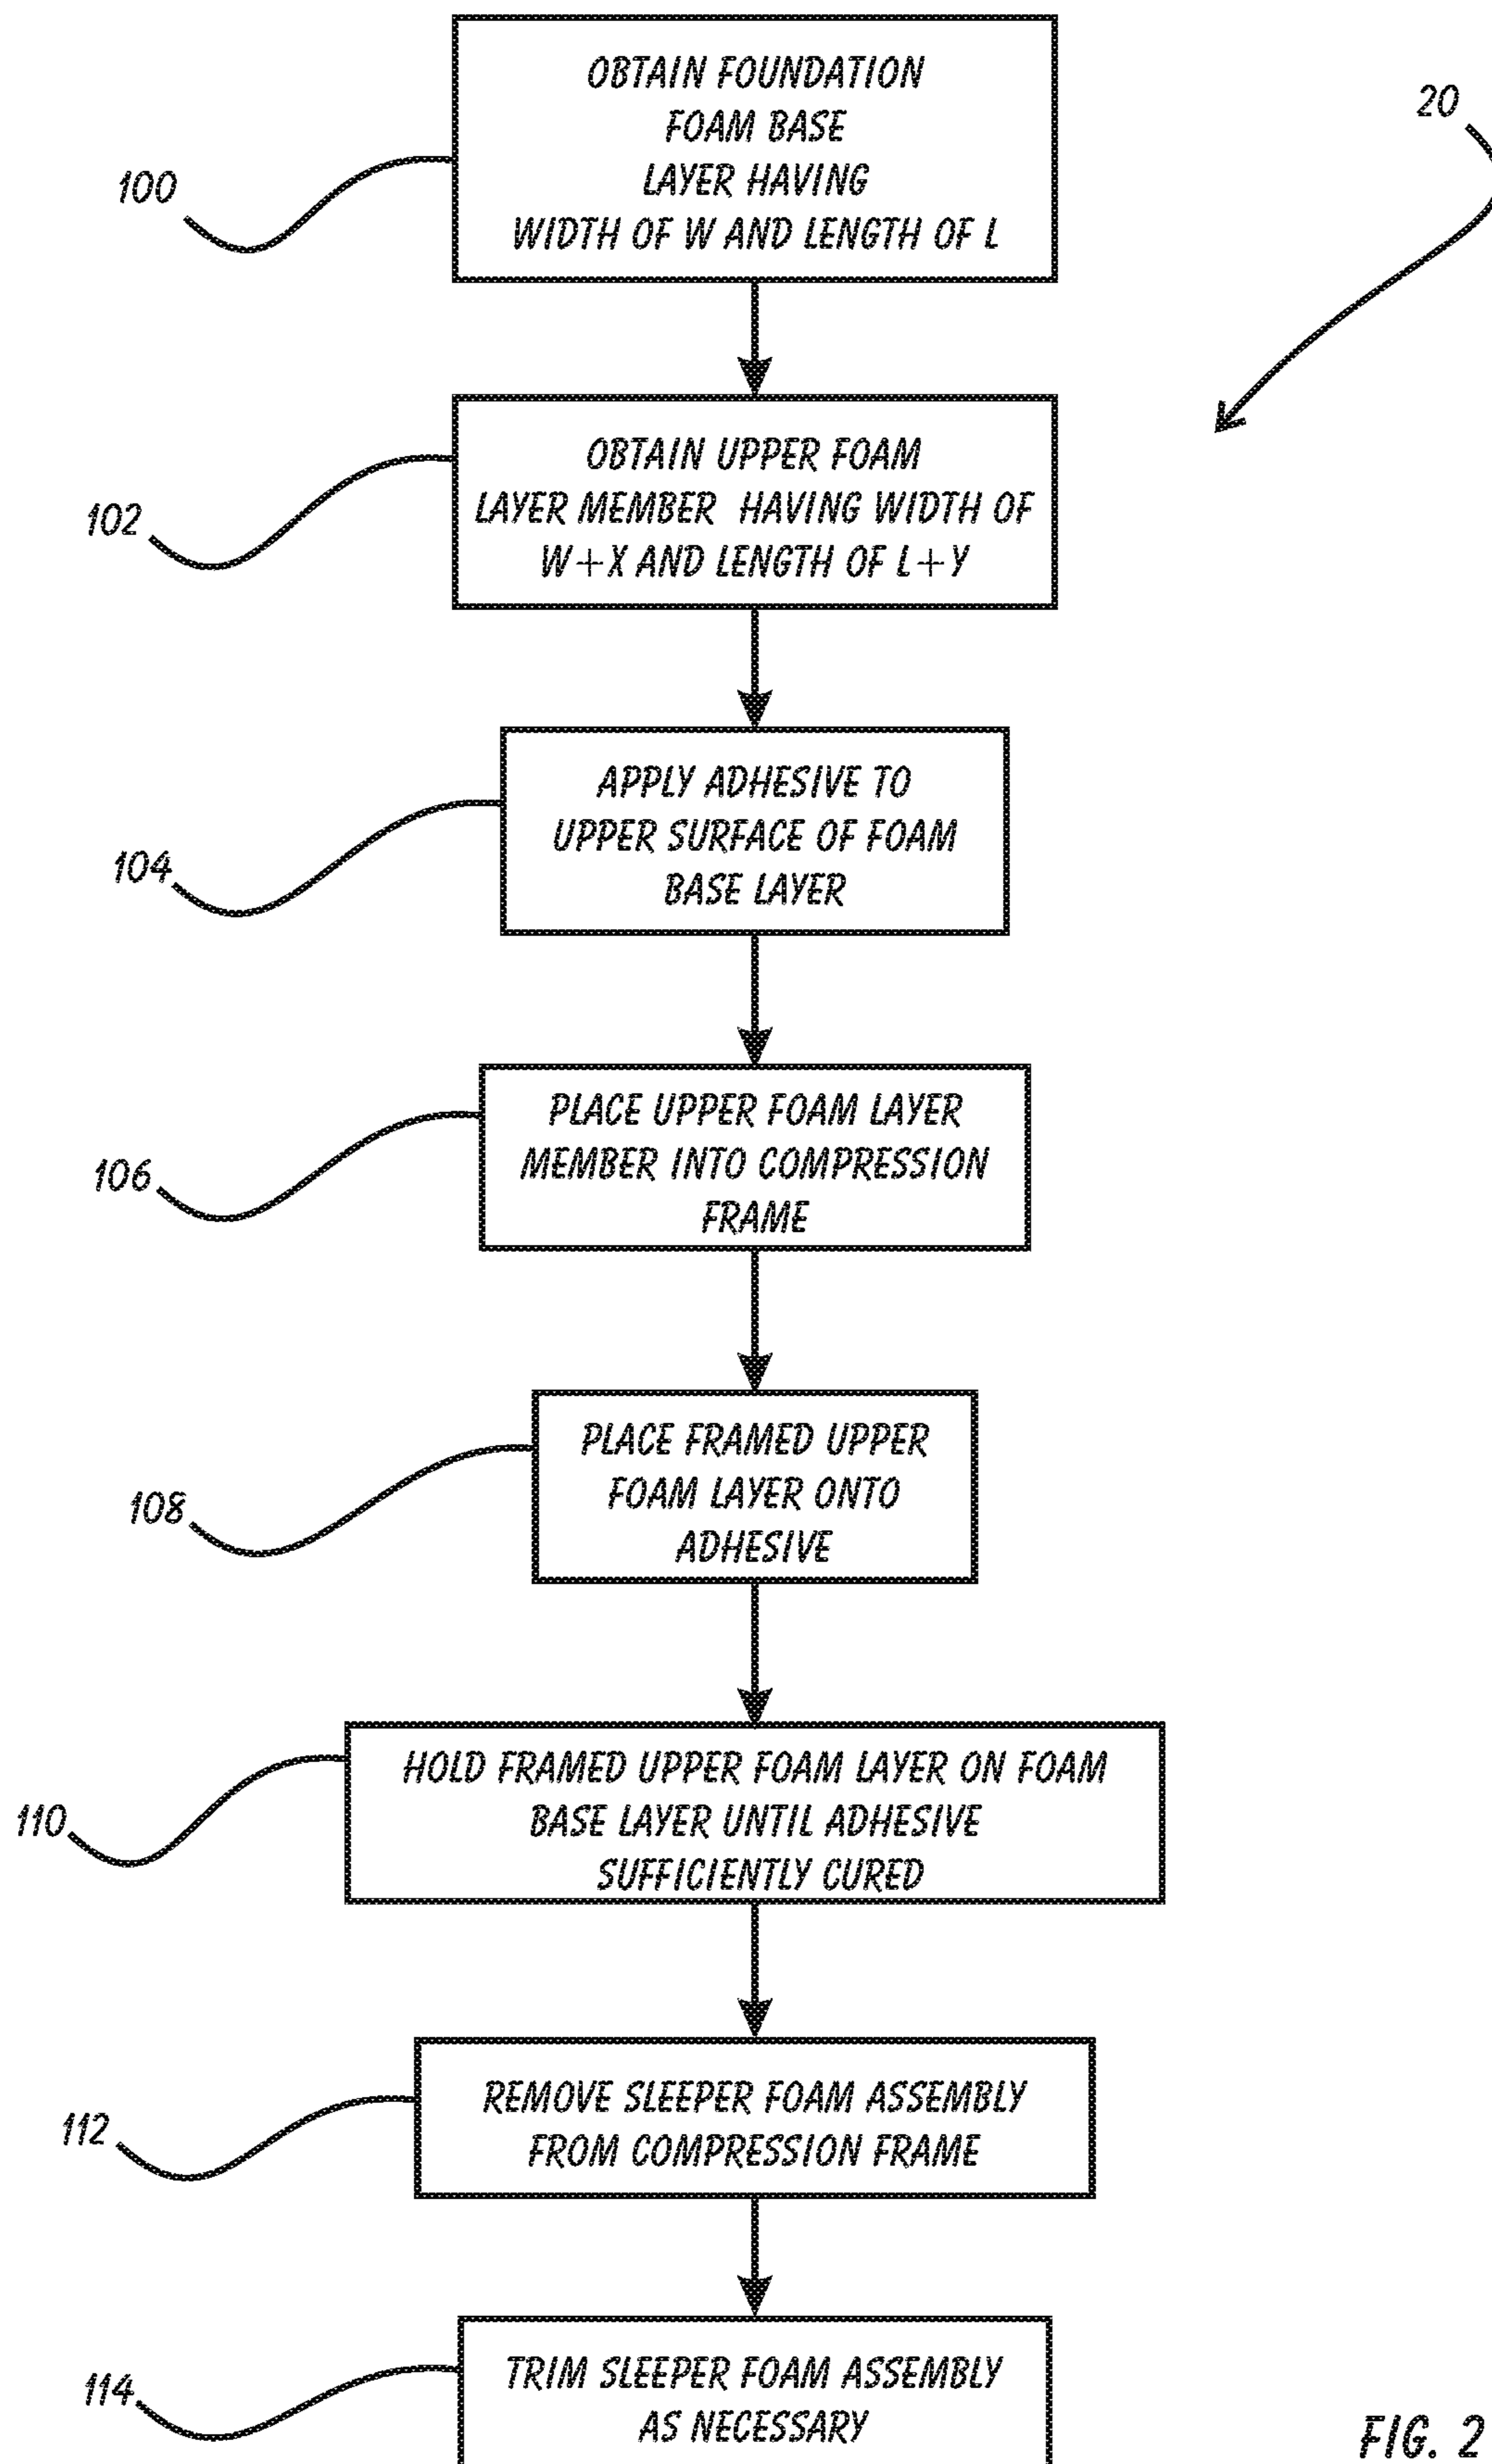 OBTAIN FOUNDATION
FOAM BASE
LAYER HAVING
WIDTH OF W AND LENGTH OF L
100
20
OBTAIN UPPER FOAM
LAYER MEMBER HAVING WIDTH OF
W+X AND LENGTH OF L+Y
102
APPLY ADHESIVE TO
UPPER SURFACE OF FOAM
BASE LAYER
104
PLACE UPPER FOAM LAYER
MEMBER INTO COMPRESSION
FRAME
106
PLACE FRAMED UPPER
FOAM LAYER ONTO
ADHESIVE
108
HOLD FRAMED UPPER FOAM LAYER ON FOAM
BASE LAYER UNTIL ADHESIVE
SUFFICIENTLY CURED
110
REMOVE SLEEPER FOAM ASSEMBLY
FROM COMPRESSION FRAME
112
TRIM SLEEPER FOAM ASSEMBLY
AS NECESSARY
114
FIG. 2